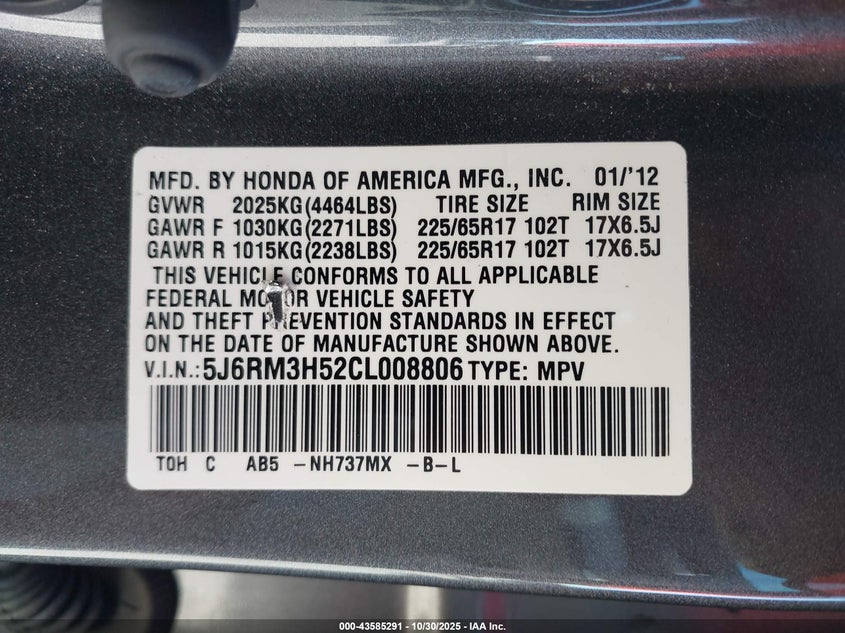 MFD. BY HONDA OF AMERICA MFG., INC. 01/'12
GVWR 2025KG(4464LBS) TIRE SIZE RIM SIZE
GAWR F 1030KG(2271LBS) 225/65R17 102T 17X6.5J
GAWR R 1015KG(2238LBS) 225/65R17 102T 17X6.5J
THIS VEHICLE CONFORMS TO ALL APPLICABLE
FEDERAL MOTOR VEHICLE SAFETY
AND THEFT PREVENTION STANDARDS IN EFFECT
ON THE DATE OF MANUFACTURE SHOWN ABOVE.
V.I.N.: 5J6RM3H52CL008806 TYPE: MPV
TOH C AB5 -NH737MX -B-L
000-43585291 - 10/30/2025 - IAA Inc.